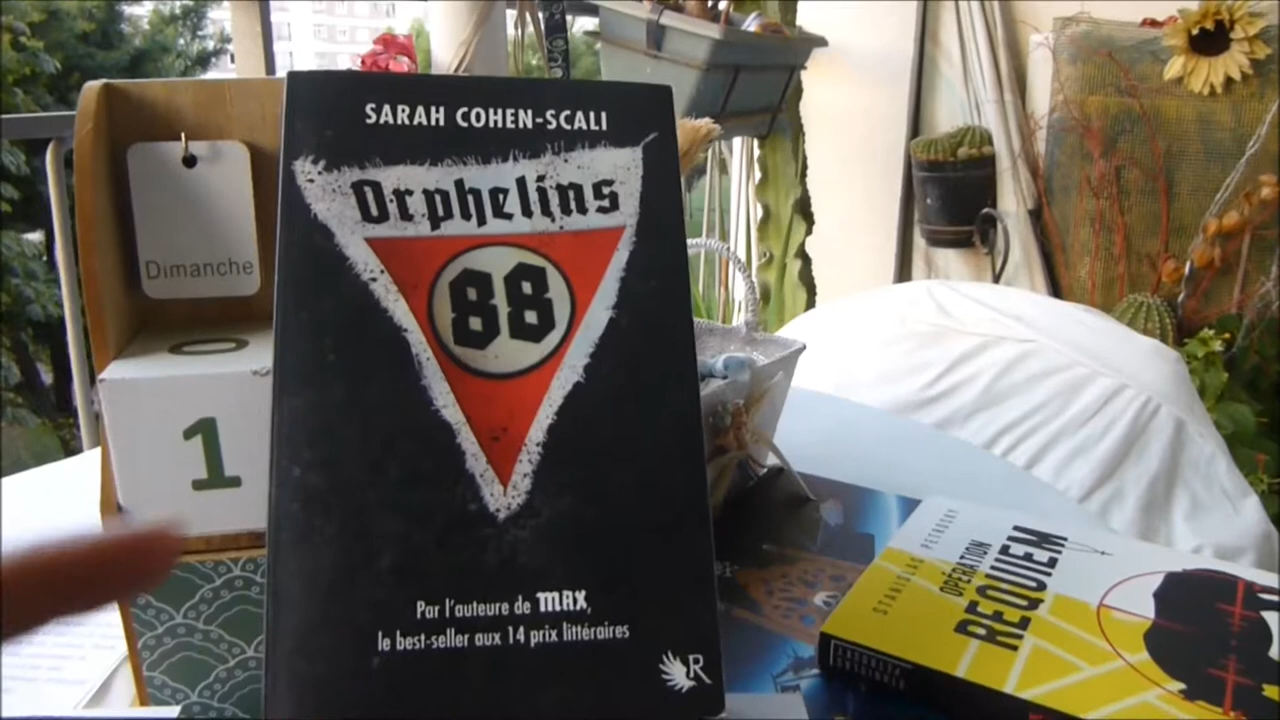 SARAH COHEN-SCALI
Orphelins
88
Par l'auteure de MAX,
le best-seller aux 14 prix littéraires
R
Dimanche
0
1
STANISLAS PETROSKY
OPÉRATION
REQUIEM